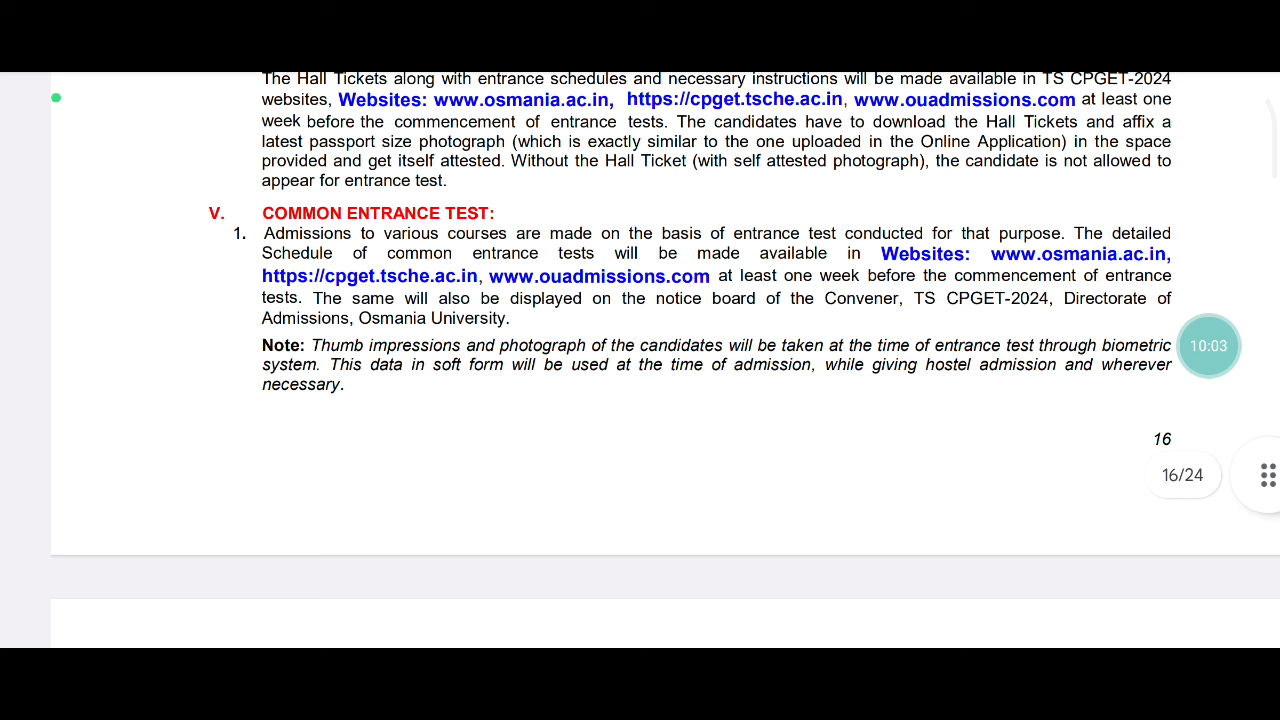 The Hall Tickets along with entrance schedules and necessary instructions will be made available in TS CPGET-2024
websites, Websites: www.osmania.ac.in, https://cpget.tsche.ac.in, www.ouadmissions.com at least one
week before the commencement of entrance tests. The candidates have to download the Hall Tickets and affix a
latest passport size photograph (which is exactly similar to the one uploaded in the Online Application) in the space
provided and get itself attested. Without the Hall Ticket (with self attested photograph), the candidate is not allowed to
appear for entrance test.
V. COMMON ENTRANCE TEST:
1. Admissions to various courses are made on the basis of entrance test conducted for that purpose. The detailed
Schedule of common entrance tests will be made available in Websites: www.osmania.ac.in,
https://cpget.tsche.ac.in, www.ouadmissions.com at least one week before the commencement of entrance
tests. The same will also be displayed on the notice board of the Convener, TS CPGET-2024, Directorate of
Admissions, Osmania University.
Note: Thumb impressions and photograph of the candidates will be taken at the time of entrance test through biometric
system. This data in soft form will be used at the time of admission, while giving hostel admission and wherever
necessary.
10:03
16
16/24